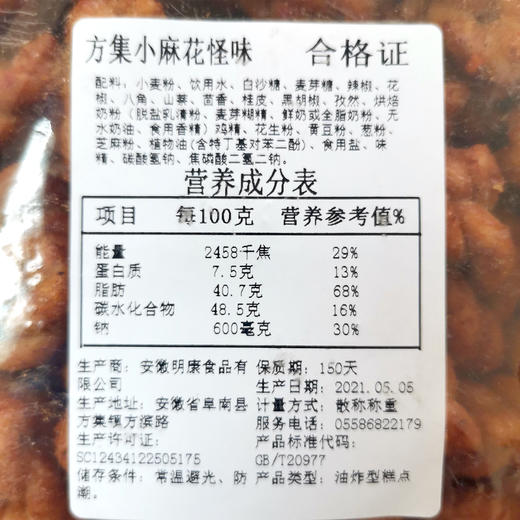 方集小麻花怪味 合格证
配料：小麦粉、饮用水、白沙糖、麦芽糖、辣椒、花
椒、八角、山萘、茴香、桂皮、黑胡椒、孜然、烘焙
奶粉（脱盐乳清粉、麦芽糊精、鲜奶或全脂奶粉、无
水奶油、食用香精）鸡精、花生粉、黄豆粉、葱粉、
芝麻粉、植物油(含特丁基对苯二酚)、食用盐、味
精、碳酸氢钠、焦磷酸二氢二钠。
营养成分表
项目 每100克 营养参考值%
能量 2458千焦 29%
蛋白质 7.5克 13%
脂肪 40.7克 68%
碳水化合物 48.5克 16%
钠 600毫克 30%
生产商：安徽明康食品有
限公司
生产地址：安徽省阜南县
方集镇方滨路
生产许可证：
SC12434122505175
储存条件：常温避光、防
潮。
保质期：150天
生产日期：2021.05.05
计量方式：散称称重
服务电话：05586822179
产品标准代码：
GB/T20977
产品类型：油炸型糕点